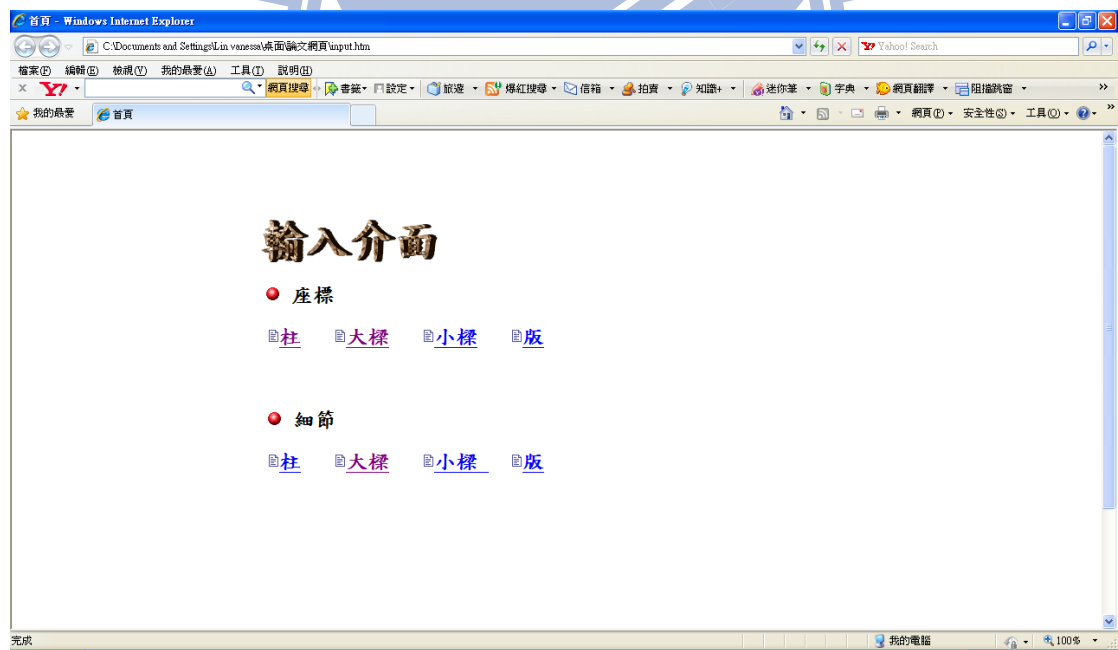 首頁 - Windows Internet Explorer
C:\Documents and Settings\Lin vanessa\桌面\論文網頁\input.htm
Yahoo! Search
檔案(F) 編輯(E) 檢視(V) 我的最愛(A) 工具(T) 說明(H)
x Y! 網頁搜尋 書籤 設定 旅遊 爆紅搜尋 信箱 拍賣 知識+ 迷你筆 字典 網頁翻譯 阻擋跳窗 »
我的最愛 首頁 網頁(P) 安全性(S) 工具(O) »
輸入介面
座標
柱 大樑 小樑 版
細節
柱 大樑 小樑 版
完成 我的電腦 100%